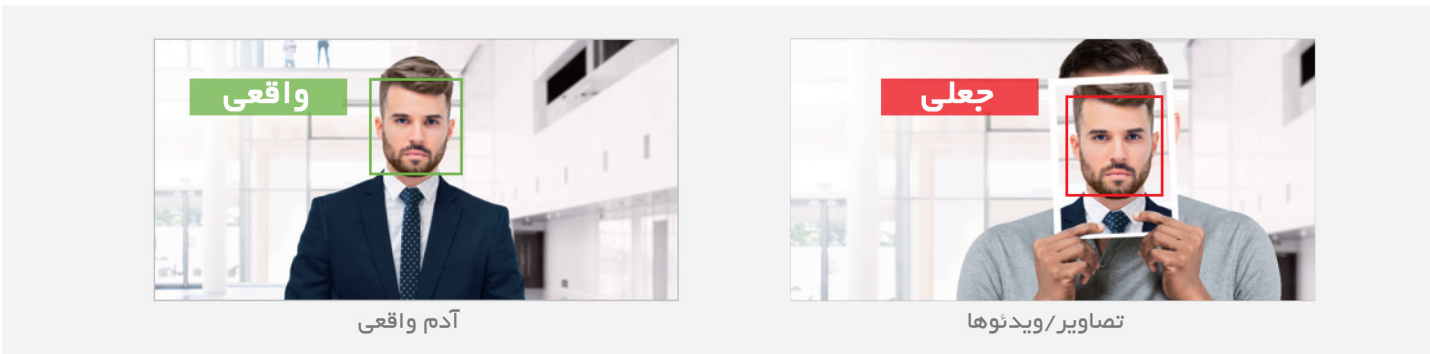 جعلی
تصاویر/ویدئوها
واقعی
آدم واقعی